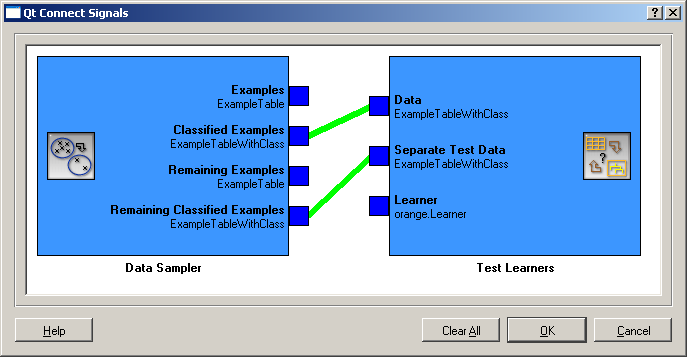 Qt Connect Signals
Examples
ExampleTable
Classified Examples
ExampleTableWithClass
Remaining Examples
ExampleTable
Remaining Classified Examples
ExampleTableWithClass
Data Sampler
Data
ExampleTableWithClass
Separate Test Data
ExampleTableWithClass
Learner
orange.Learner
?
Test Learners
Help
Clear All
OK
Cancel